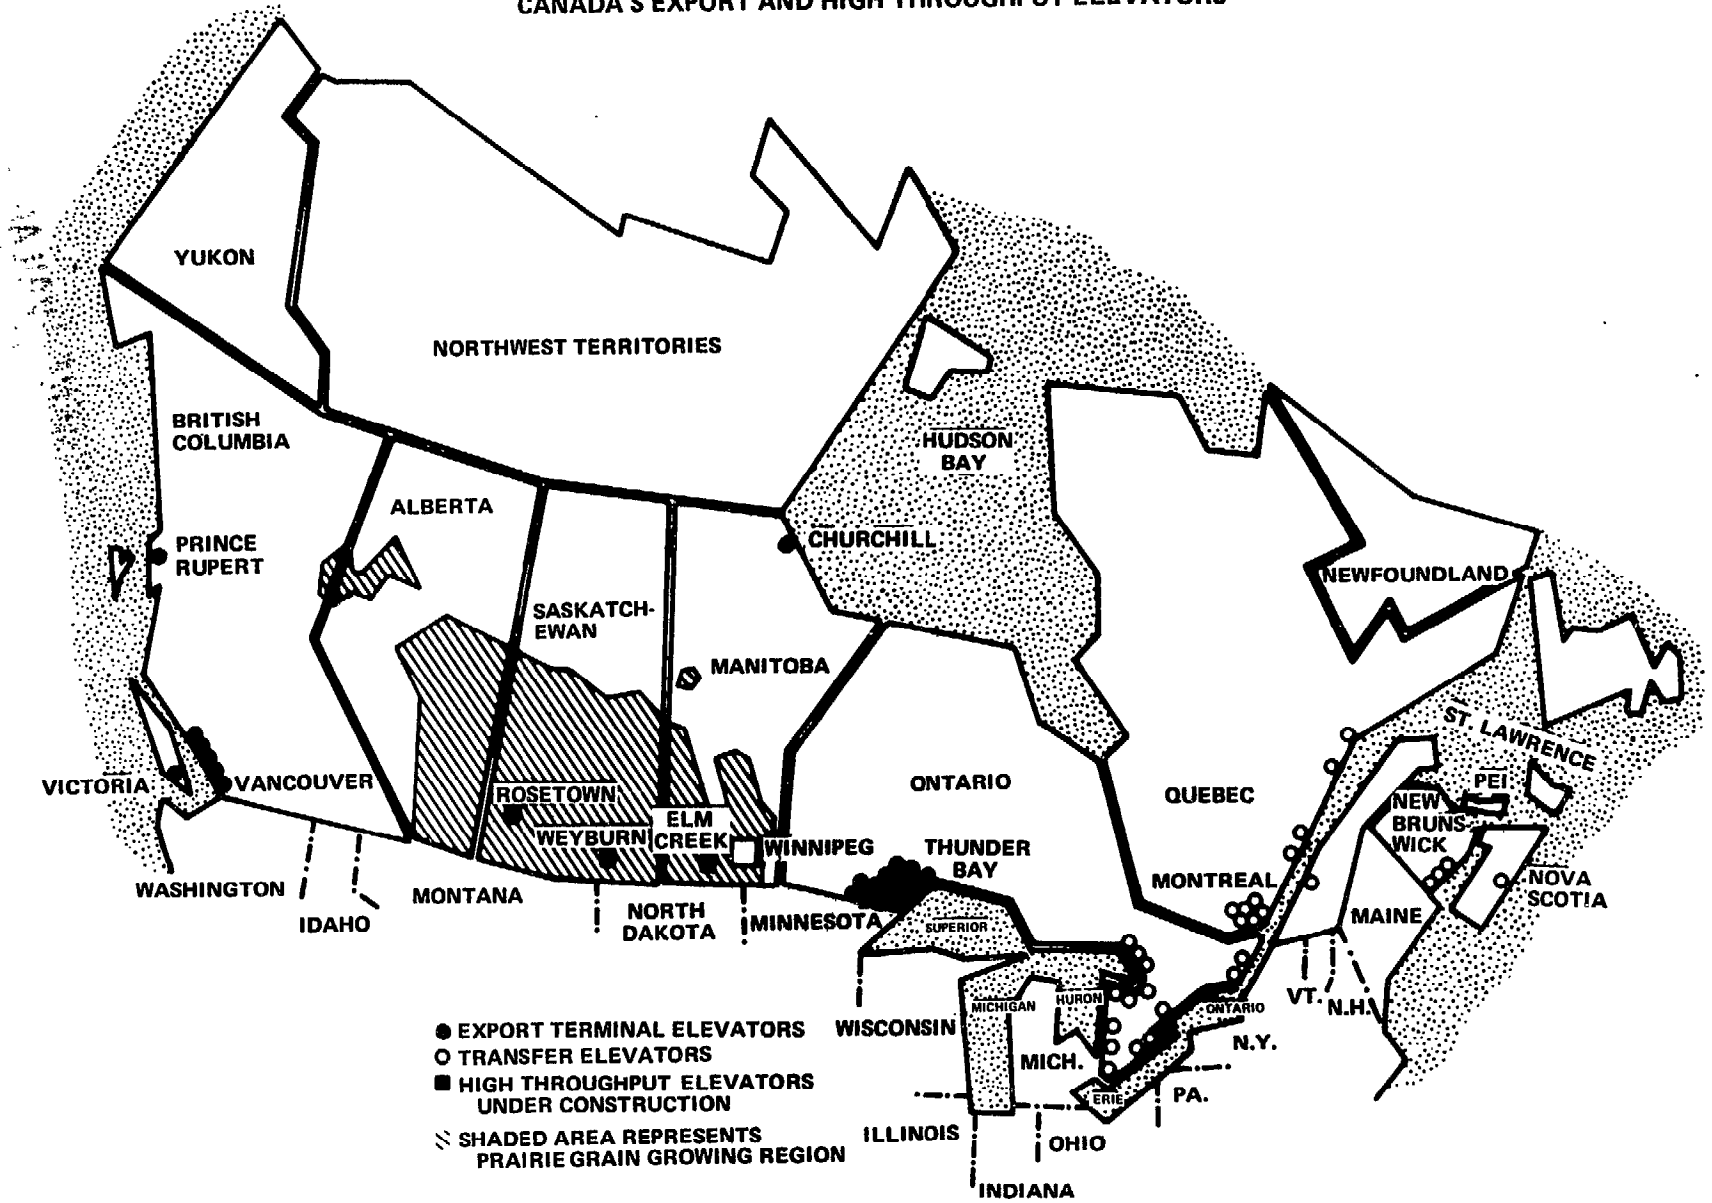 CANADA'S EXPORT AND HIGH THROUGHPUT ELEVATORS
YUKON
NORTHWEST TERRITORIES
BRITISH
COLUMBIA
HUDSON
BAY
ALBERTA
PRINCE
RUPERT
CHURCHILL
NEWFOUNDLAND
SASKATCH-
EWAN
MANITOBA
ST. LAWRENCE
VICTORIA
VANCOUVER
ROSETOWN
ONTARIO
QUEBEC
PEI
NEW
BRUNS-
WICK
WEYBURN
ELM
CREEK
WINNIPEG
THUNDER
BAY
MONTREAL
NOVA
SCOTIA
WASHINGTON
IDAHO
MONTANA
NORTH
DAKOTA
MINNESOTA
SUPERIOR
MAINE
VT.
N.H.
MICHIGAN
HURON
ONTARIO
WISCONSIN
MICH.
N.Y.
ERIE
PA.
ILLINOIS
OHIO
INDIANA
EXPORT TERMINAL ELEVATORS
TRANSFER ELEVATORS
HIGH THROUGHPUT ELEVATORS
UNDER CONSTRUCTION
SHADED AREA REPRESENTS
PRAIRIE GRAIN GROWING REGION